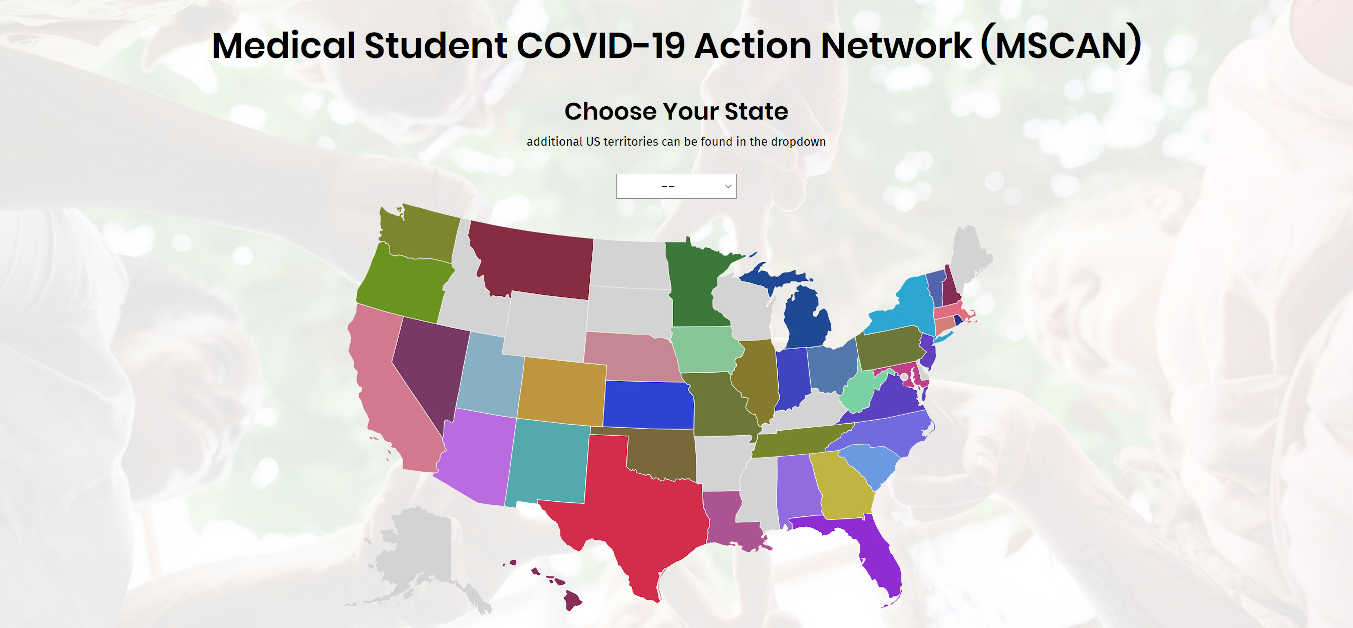 Medical Student COVID-19 Action Network (MSCAN)
Choose Your State
additional US territories can be found in the dropdown
--